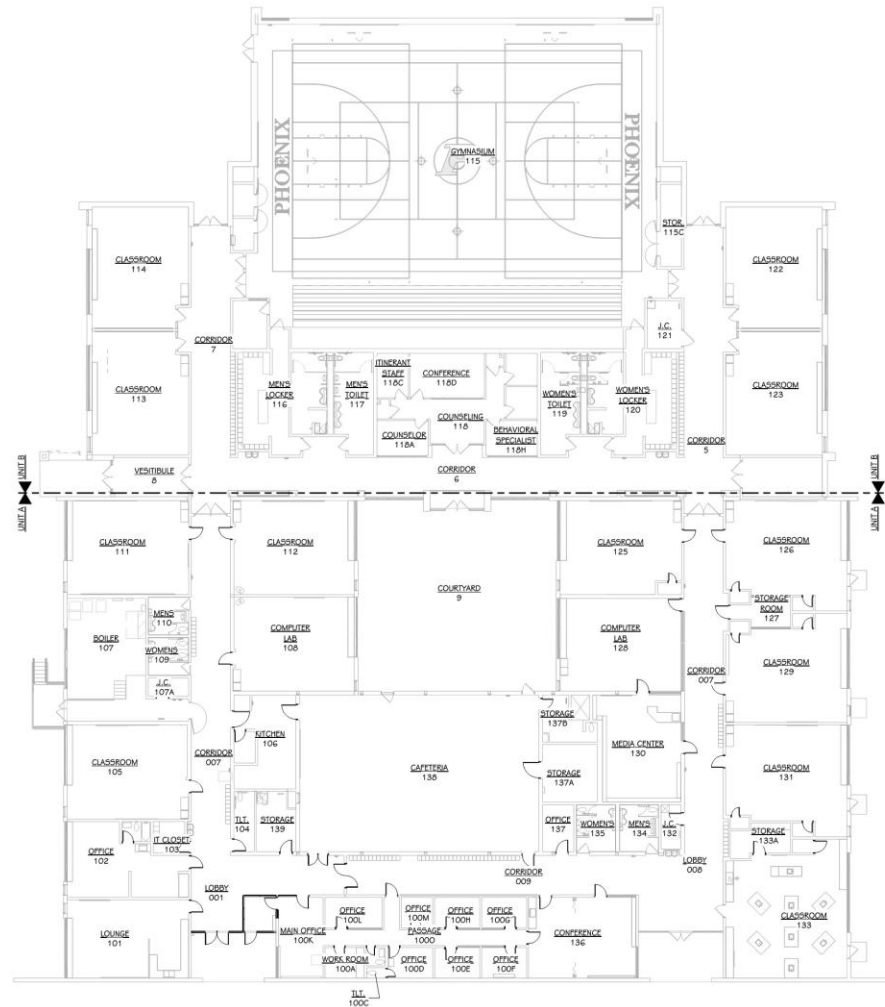 PHOENIX
PHOENIX
GYMNASIUM
115
STOR.
115C
CLASSROOM
114
CLASSROOM
122
J.C.
121
CORRIDOR
7
CLASSROOM
113
MEN'S
LOCKER
116
MEN'S
TOILET
117
ITINERANT
STAFF
118C
CONFERENCE
118D
COUNSELING
118
COUNSELOR
118A
BEHAVIORAL
SPECIALIST
118H
WOMEN'S
TOILET
119
WOMEN'S
LOCKER
120
CLASSROOM
123
CORRIDOR
5
VESITIBULE
8
CORRIDOR
6
UNIT B
UNIT A
UNIT B
UNIT A
CLASSROOM
111
CLASSROOM
112
COURTYARD
9
CLASSROOM
125
CLASSROOM
126
STORAGE
ROOM
127
MENS
110
BOILER
107
WOMENS
109
J.C.
107A
COMPUTER
LAB
108
COMPUTER
LAB
128
CORRIDOR
007
CLASSROOM
129
CORRIDOR
007
KITCHEN
106
CAFETERIA
138
STORAGE
137B
MEDIA CENTER
130
STORAGE
137A
CLASSROOM
105
CLASSROOM
131
TLT.
104
STORAGE
139
OFFICE
137
WOMEN'S
135
MEN'S
134
J.C.
132
OFFICE
102
IT CLOSET
103
STORAGE
133A
LOBBY
001
CORRIDOR
009
LOBBY
008
LOUNGE
101
MAIN OFFICE
100K
OFFICE
100L
OFFICE
100M
OFFICE
100H
OFFICE
100G
PASSAGE
100O
CONFERENCE
136
CLASSROOM
133
WORK ROOM
100A
OFFICE
100D
OFFICE
100E
OFFICE
100F
TLT.
100C